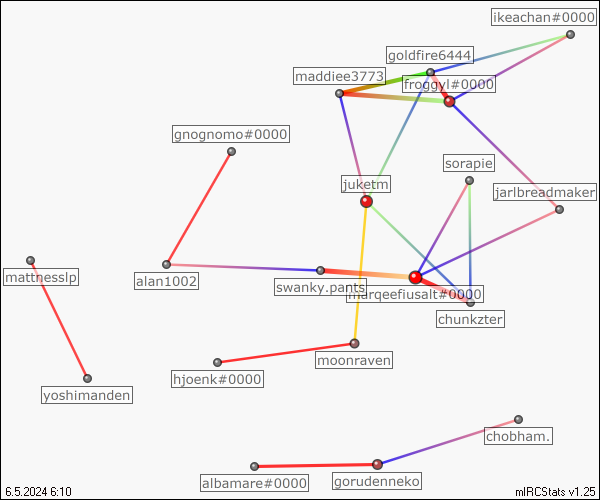 ikeachan#0000
goldfire6444
maddiee3773
froggyl#0000
gnognomo#0000
sorapie
juketm
jarlbreadmaker
mattnesslp
alan1002
swanky.pants
marqeefiusalt#0000
chunkzter
moonraven
hjoenk#0000
yoshimanden
chobham.
albamare#0000
gorudenneko
6.5.2024 6:10
mIRCStats v1.25